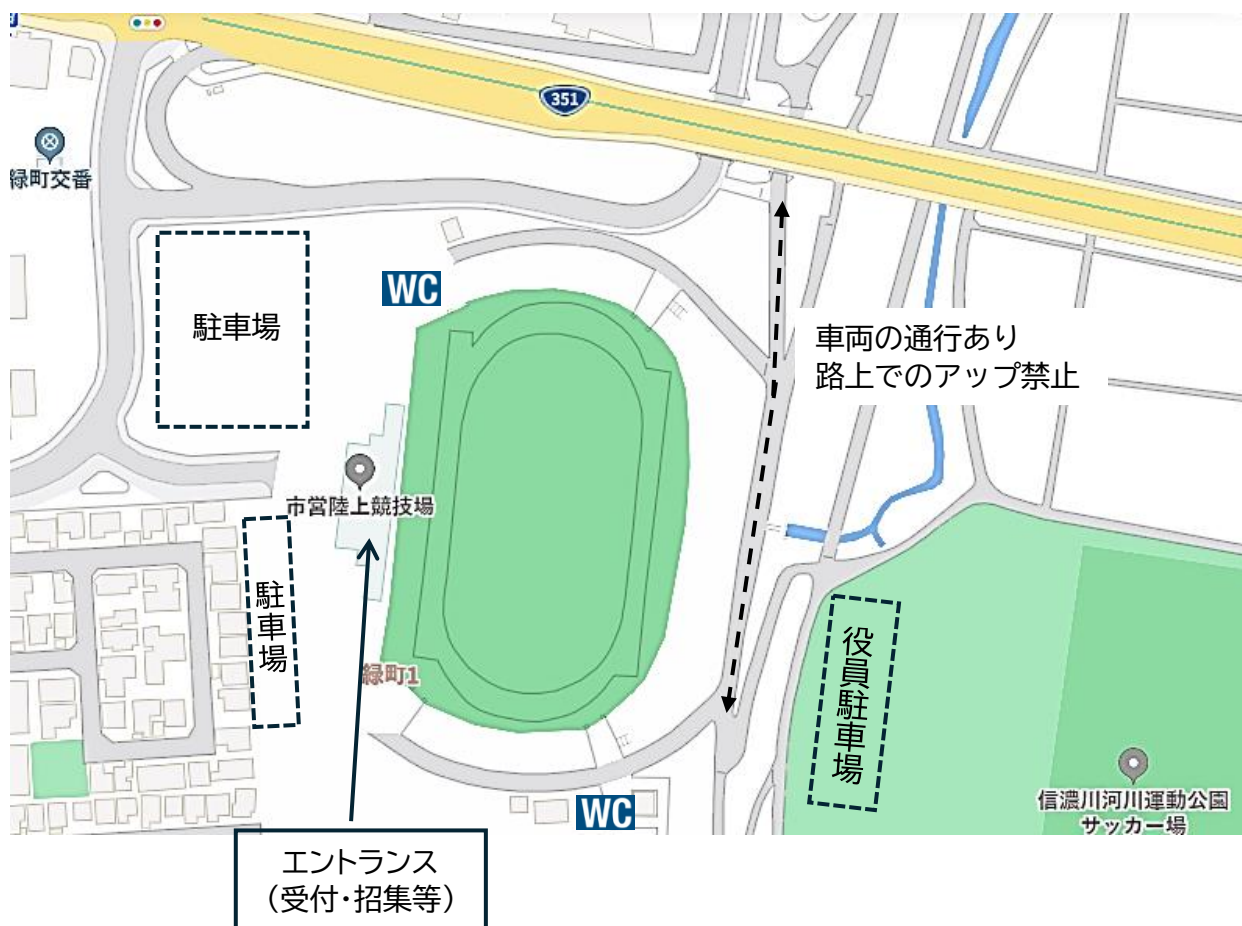 351
緑町交番
WC
駐車場
車両の通行あり
路上でのアップ禁止
市営陸上競技場
駐車場
緑町1
役員駐車場
信濃川河川運動公園
サッカー場
WC
エントランス
（受付・招集等）